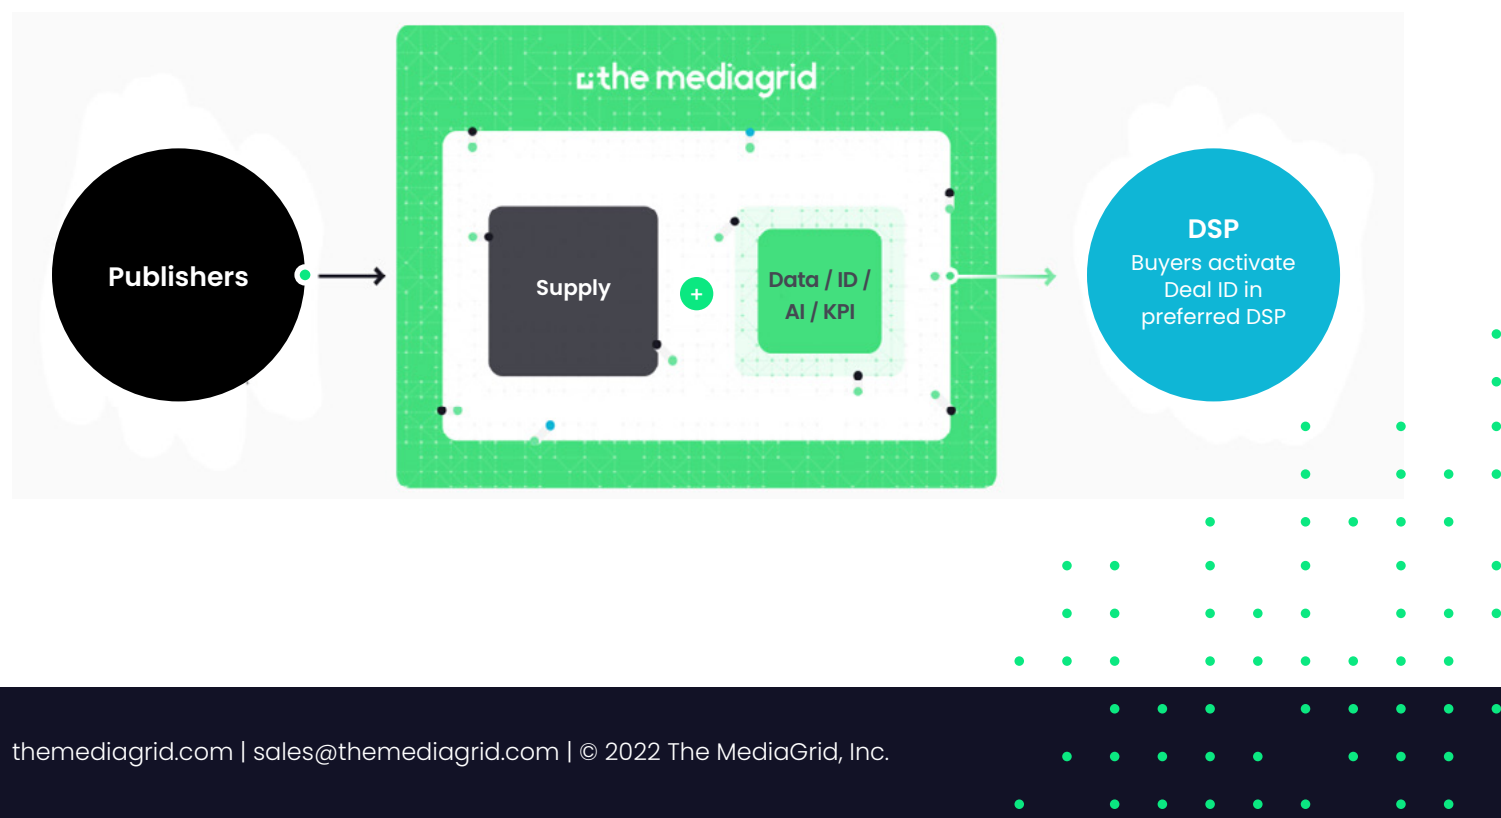 the mediagrid
Publishers
Supply
+
Data / ID /
AI / KPI
DSP
Buyers activate
Deal ID in
preferred DSP
themediagrid.com | sales@themediagrid.com | © 2022 The MediaGrid, Inc.